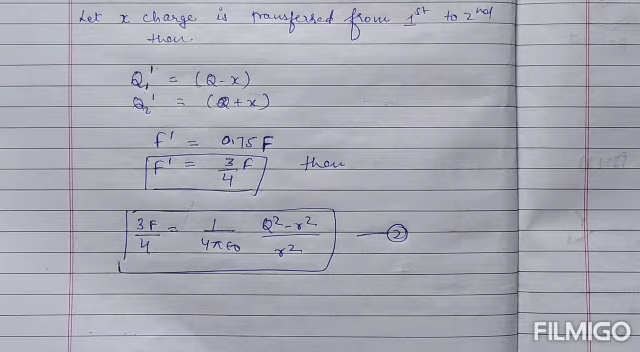 Let x charge is transferred from 1st to 2nd
then.
Q₁' = (Q-x)
Q₂' = (Q+x)
F' = 0.75 F
F' = 3/4 F then
3F/4 = 1/4πϵ0 Q²-x²/r² —②
FILMIGO